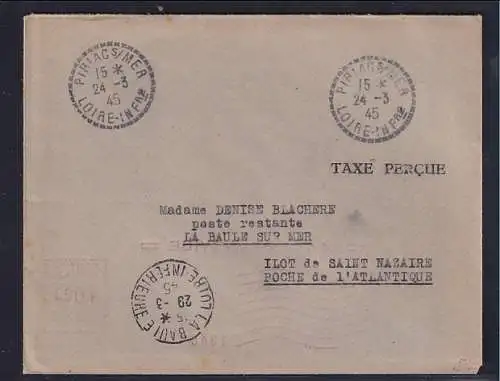 PIRIAC S/MER
15 *
24 -3
45
LOIRE-INFRE
PIRIAC S/MER
15 *
24 -3
45
LOIRE-INFRE
TAXE PERÇUE
Madame DENISE BLACHERE
poste restante
LA BAULE SUR MER
ILOT de SAINT NAZAIRE
POCHE de l'ATLANTIQUE
LA BAULE
15 *
29 -3
45
LOIRE-INFERIEURE